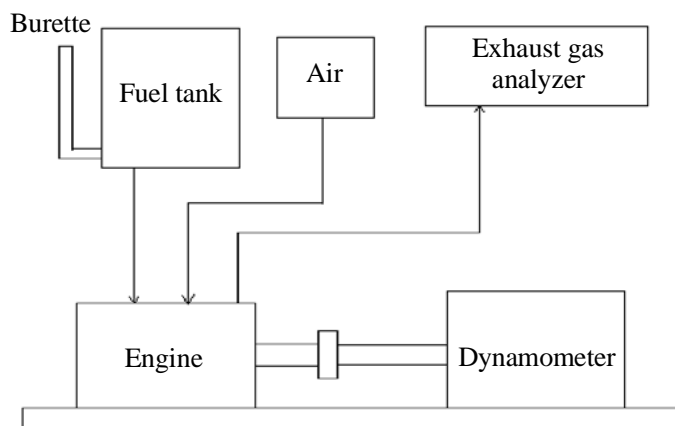 Burette
Fuel tank
Air
Exhaust gas
analyzer
Engine
Dynamometer